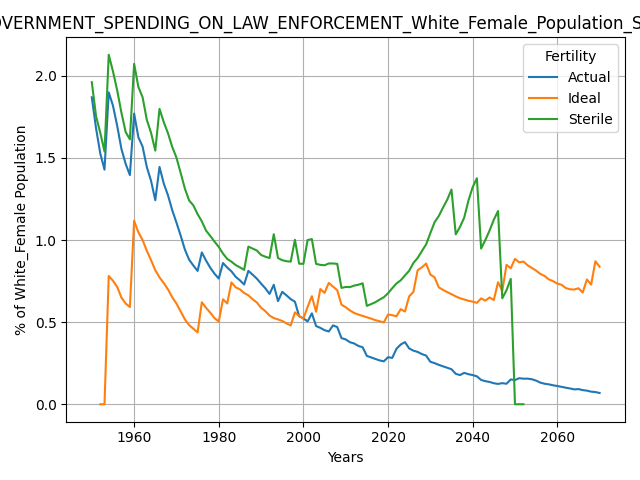 OVERNMENT_SPENDING_ON_LAW_ENFORCEMENT_White_Female_Population_S
Fertility
Actual
Ideal
Sterile
% of White_Female Population
2.0
1.5
1.0
0.5
0.0
1960 1980 2000 2020 2040 2060
Years